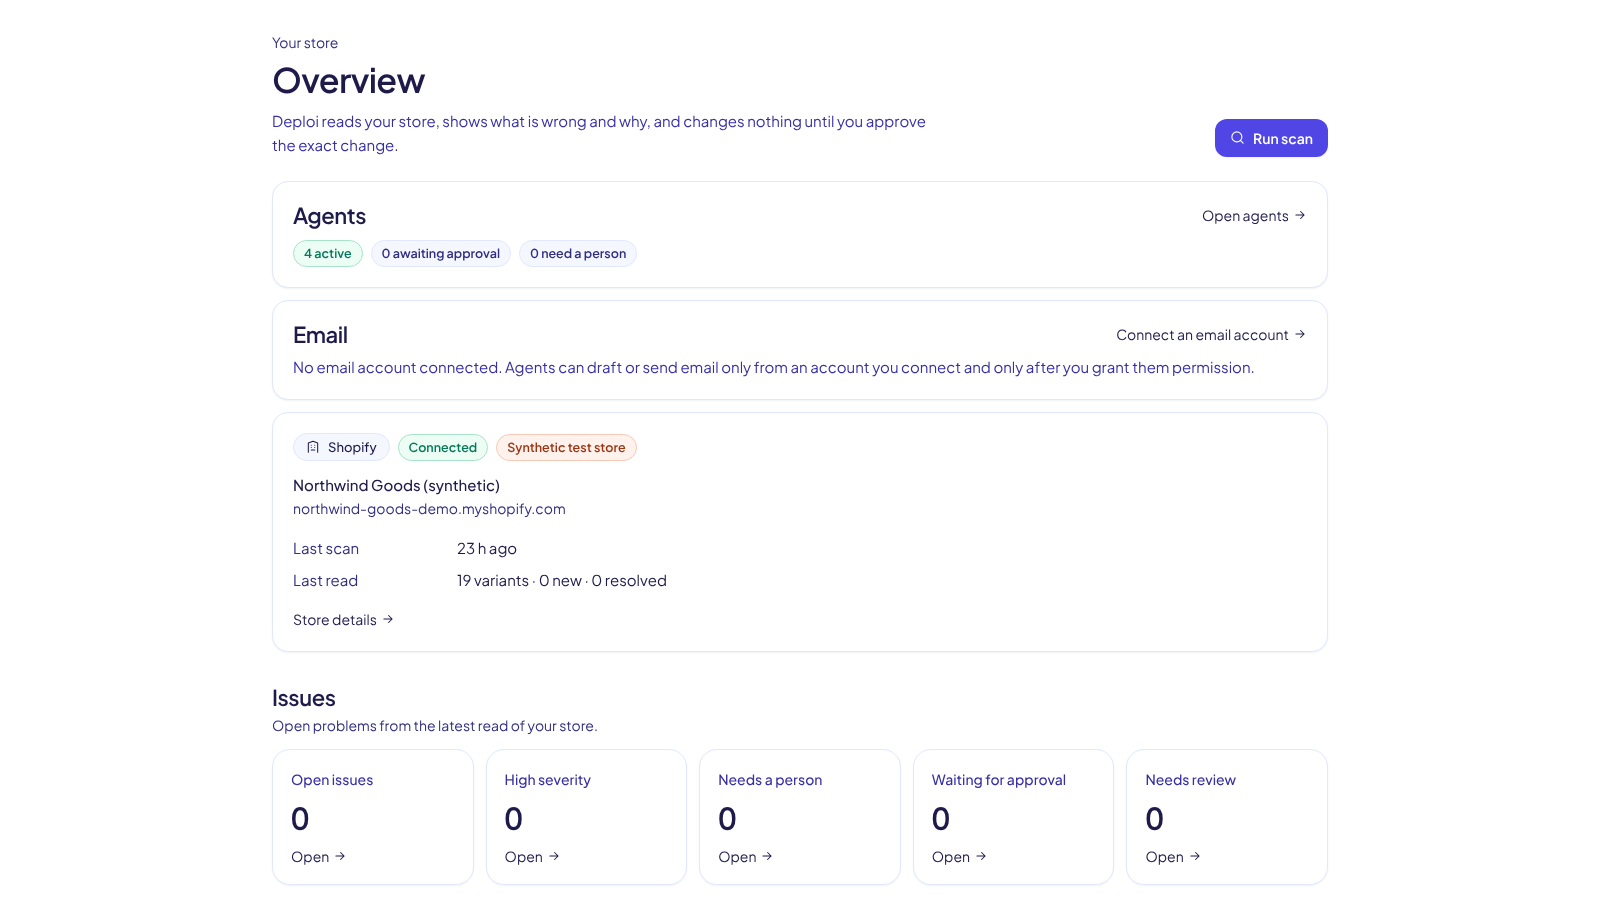 Your store
Overview
Deploi reads your store, shows what is wrong and why, and changes nothing until you approve
the exact change.
Run scan
Agents
Open agents →
4 active
0 awaiting approval
0 need a person
Email
Connect an email account →
No email account connected. Agents can draft or send email only from an account you connect and only after you grant them permission.
Shopify
Connected
Synthetic test store
Northwind Goods (synthetic)
northwind-goods-demo.myshopify.com
Last scan 23 h ago
Last read 19 variants · 0 new · 0 resolved
Store details →
Issues
Open problems from the latest read of your store.
Open issues
0
Open →
High severity
0
Open →
Needs a person
0
Open →
Waiting for approval
0
Open →
Needs review
0
Open →